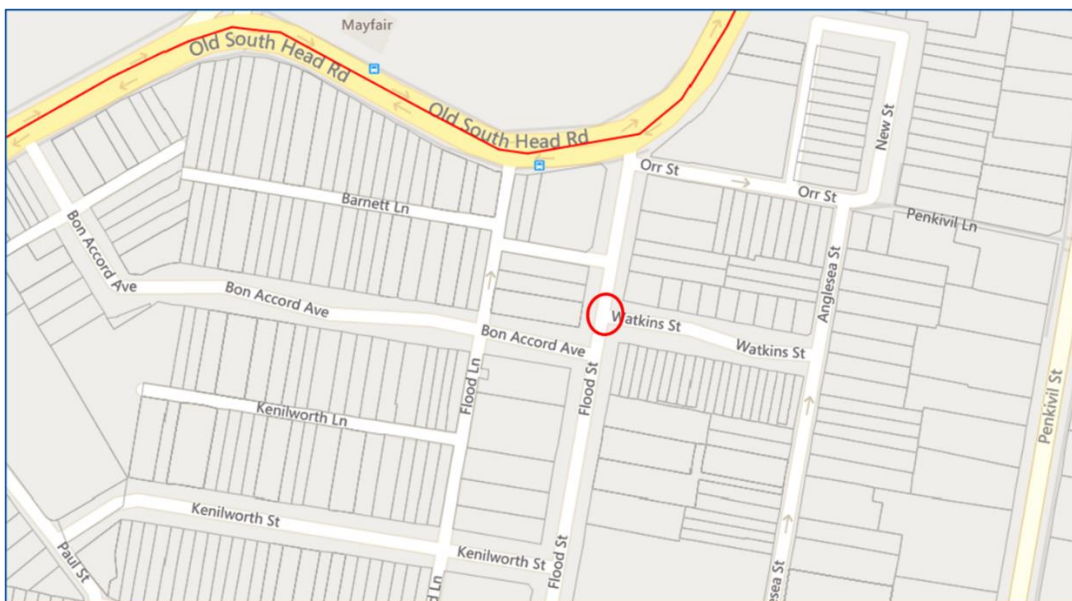 Mayfair
Old South Head Rd
Old South Head Rd
New St
Orr St
Orr St
Barnett Ln
Penkivil Ln
Bon Accord Ave
Bon Accord Ave
Anglesea St
Watkins St
Watkins St
Bon Accord Ave
Flood Ln
Flood St
Penkivil St
Kenilworth Ln
Kenilworth St
Kenilworth St
Paul St
Flood St